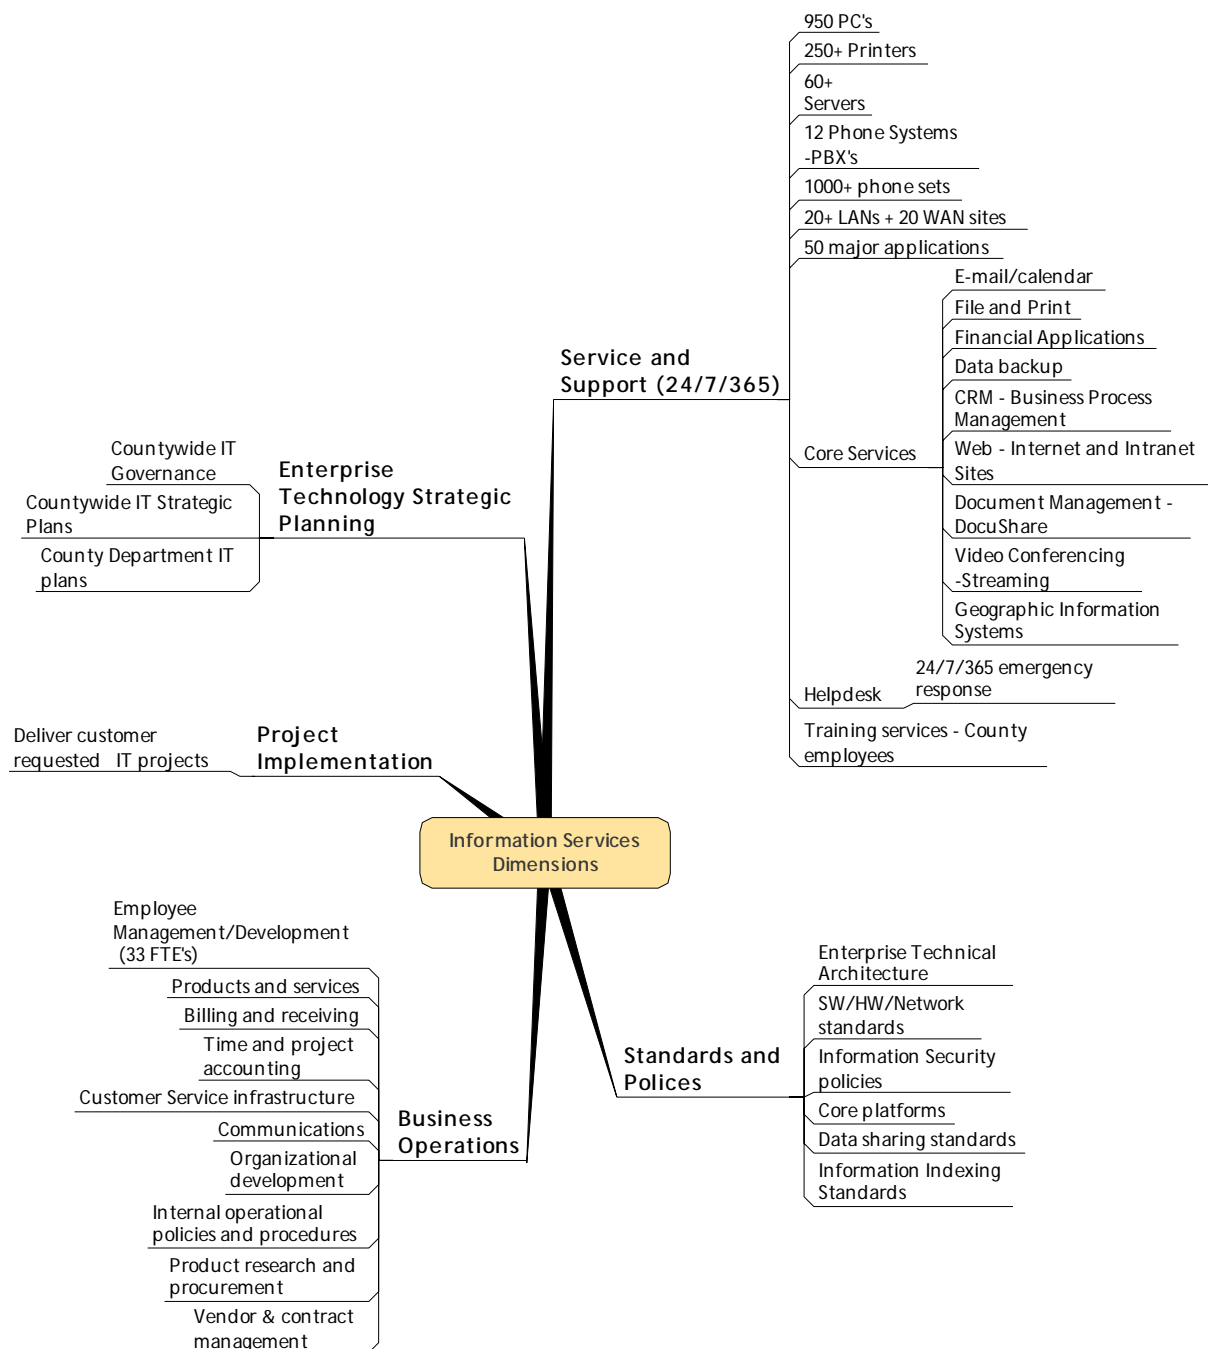 950 PC's
250+ Printers
60+
Servers
12 Phone Systems
-PBX's
1000+ phone sets
20+ LANs + 20 WAN sites
50 major applications
E-mail/calendar
File and Print
Financial Applications
Data backup
CRM - Business Process
Management
Core Services
Web - Internet and Intranet
Sites
Document Management -
DocuShare
Video Conferencing
-Streaming
Geographic Information
Systems
Helpdesk
24/7/365 emergency
response
Training services - County
employees
Service and
Support (24/7/365)
Enterprise
Technology Strategic
Planning
Countywide IT
Governance
Countywide IT Strategic
Plans
County Department IT
plans
Project
Implementation
Deliver customer
requested IT projects
Information Services
Dimensions
Employee
Management/Development
(33 FTE's)
Products and services
Billing and receiving
Time and project
accounting
Customer Service infrastructure
Communications
Organizational
development
Internal operational
policies and procedures
Product research and
procurement
Vendor & contract
management
Business
Operations
Standards and
Polices
Enterprise Technical
Architecture
SW/HW/Network
standards
Information Security
policies
Core platforms
Data sharing standards
Information Indexing
Standards